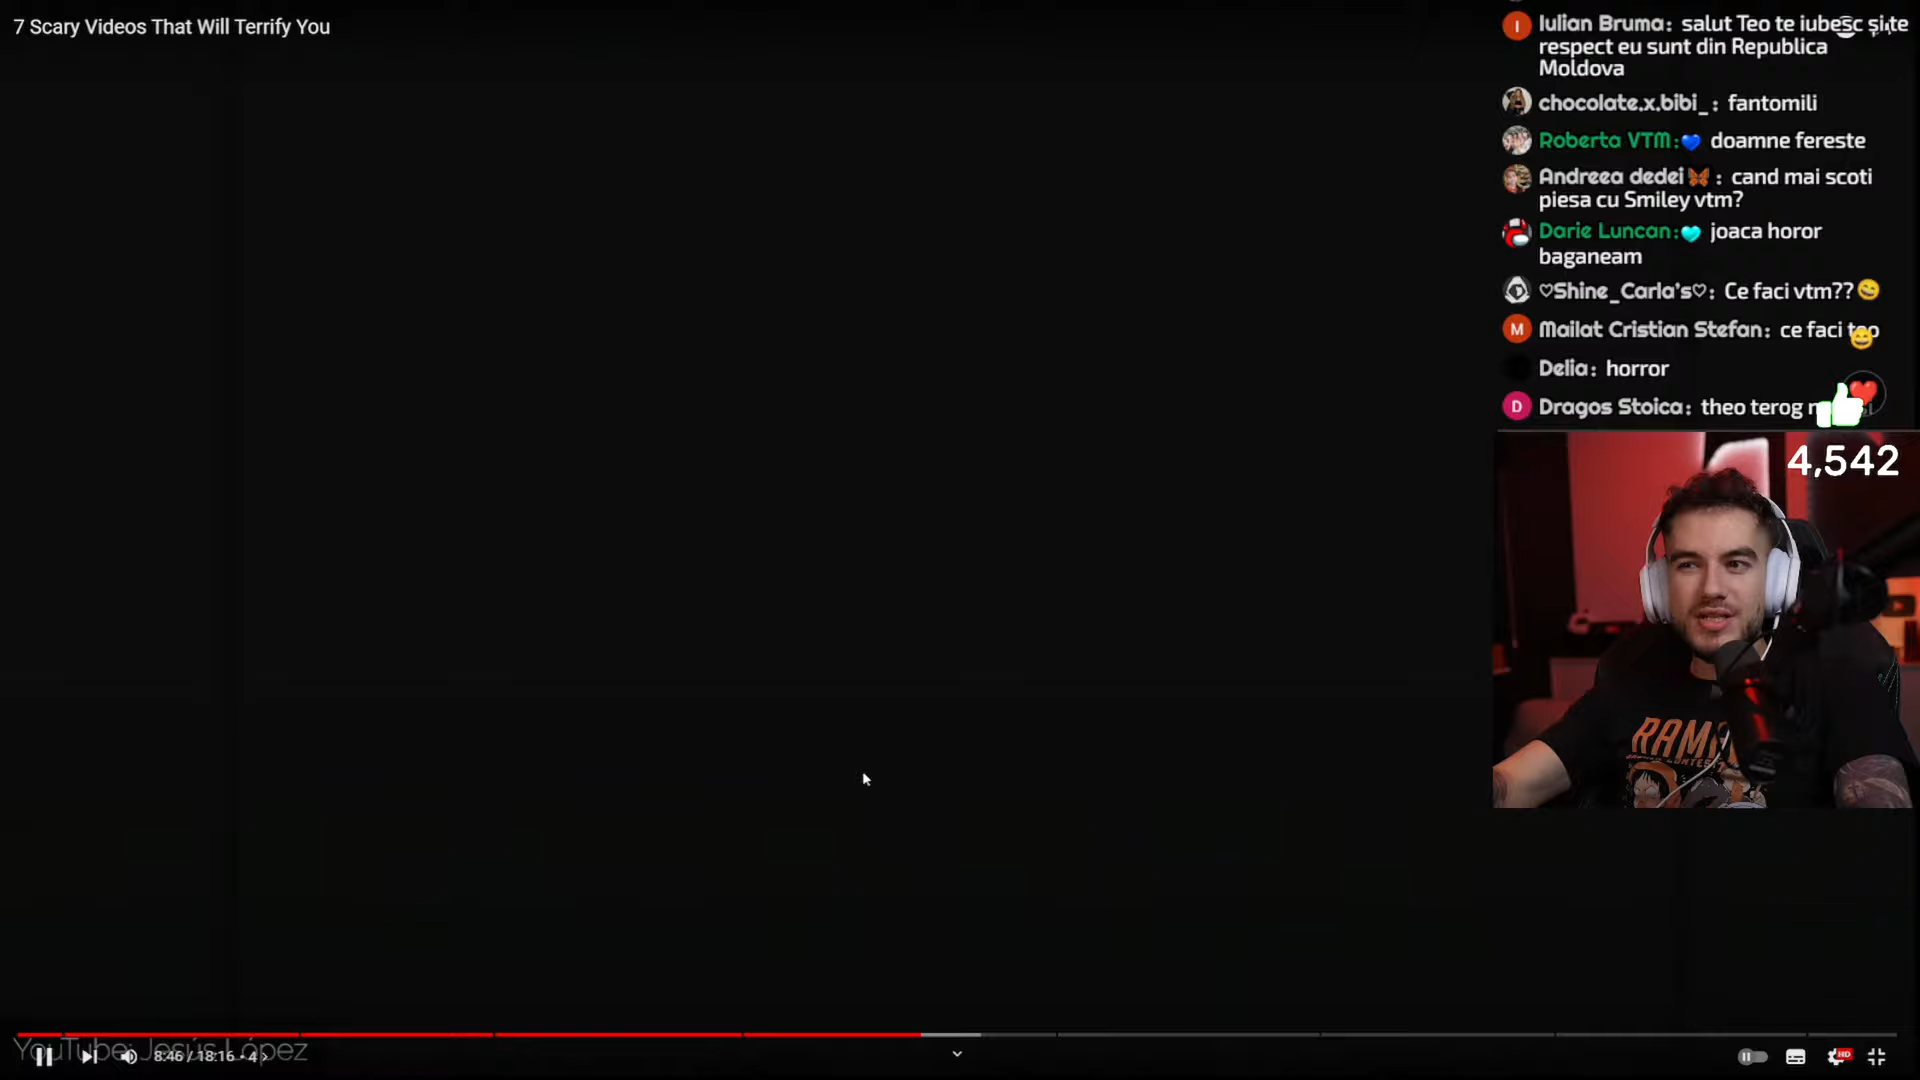 7 Scary Videos That Will Terrify You
Iulian Bruma: salut Teo te iubesc și te
respect eu sunt din Republica
Moldova
chocolate.x.bibi_: fantomili
Roberta VTM: doamne fereste
Andreea dedei: cand mai scoti
piesa cu Smiley vtm?
Darie Luncan: joaca horor
baganeam
♡Shine_Carla's♡: Ce faci vtm??
M Mailat Cristian Stefan: ce faci teo
Delia: horror
D Dragos Stoica: theo terog
4,542
RAMA
YouTube: Jesús López
8:46 / 18:16 • 4 ›
HD